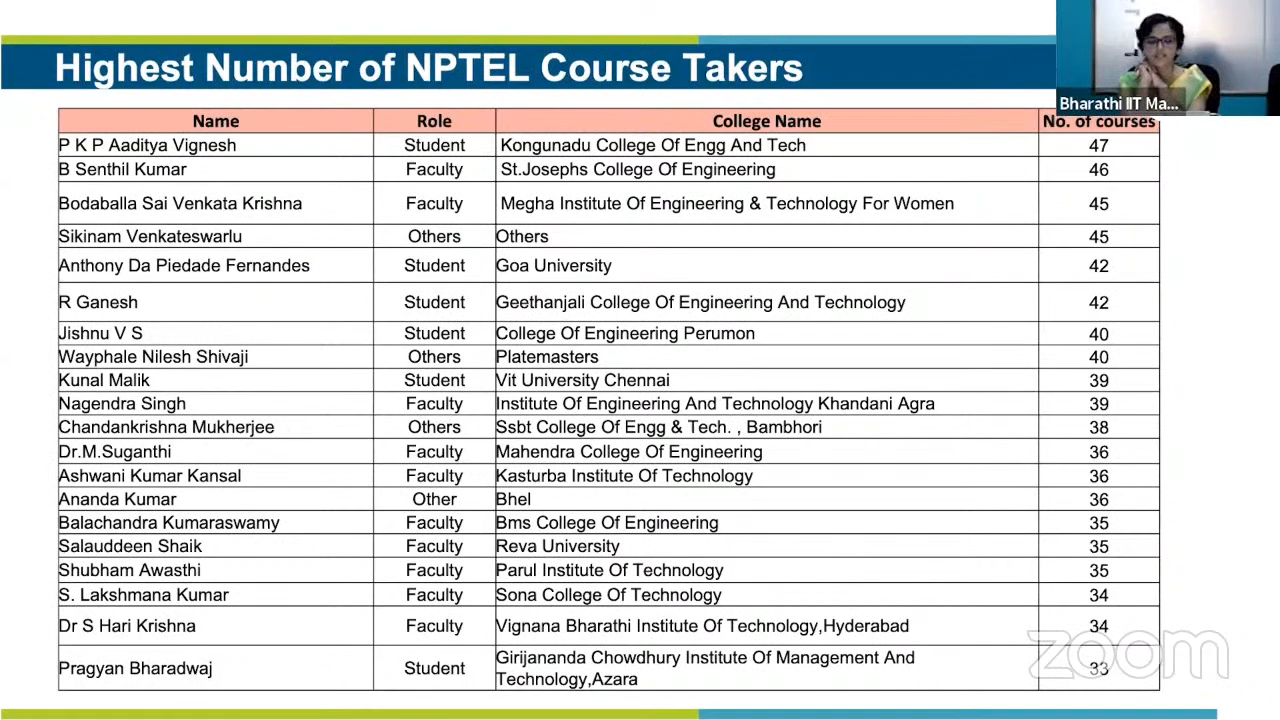 Highest Number of NPTEL Course Takers
Bharathi IIT Ma...
Name Role College Name No. of courses
P K P Aaditya Vignesh Student Kongunadu College Of Engg And Tech 47
B Senthil Kumar Faculty St.Josephs College Of Engineering 46
Bodaballa Sai Venkata Krishna Faculty Megha Institute Of Engineering & Technology For Women 45
Sikinam Venkateswarlu Others Others 45
Anthony Da Piedade Fernandes Student Goa University 42
R Ganesh Student Geethanjali College Of Engineering And Technology 42
Jishnu V S Student College Of Engineering Perumon 40
Wayphale Nilesh Shivaji Others Platemasters 40
Kunal Malik Student Vit University Chennai 39
Nagendra Singh Faculty Institute Of Engineering And Technology Khandani Agra 39
Chandankrishna Mukherjee Others Ssbt College Of Engg & Tech. , Bambhori 38
Dr.M.Suganthi Faculty Mahendra College Of Engineering 36
Ashwani Kumar Kansal Faculty Kasturba Institute Of Technology 36
Ananda Kumar Other Bhel 36
Balachandra Kumaraswamy Faculty Bms College Of Engineering 35
Salauddeen Shaik Faculty Reva University 35
Shubham Awasthi Faculty Parul Institute Of Technology 35
S. Lakshmana Kumar Faculty Sona College Of Technology 34
Dr S Hari Krishna Faculty Vignana Bharathi Institute Of Technology,Hyderabad 34
Pragyan Bharadwaj Student Girijananda Chowdhury Institute Of Management And
Technology,Azara 33
zoom